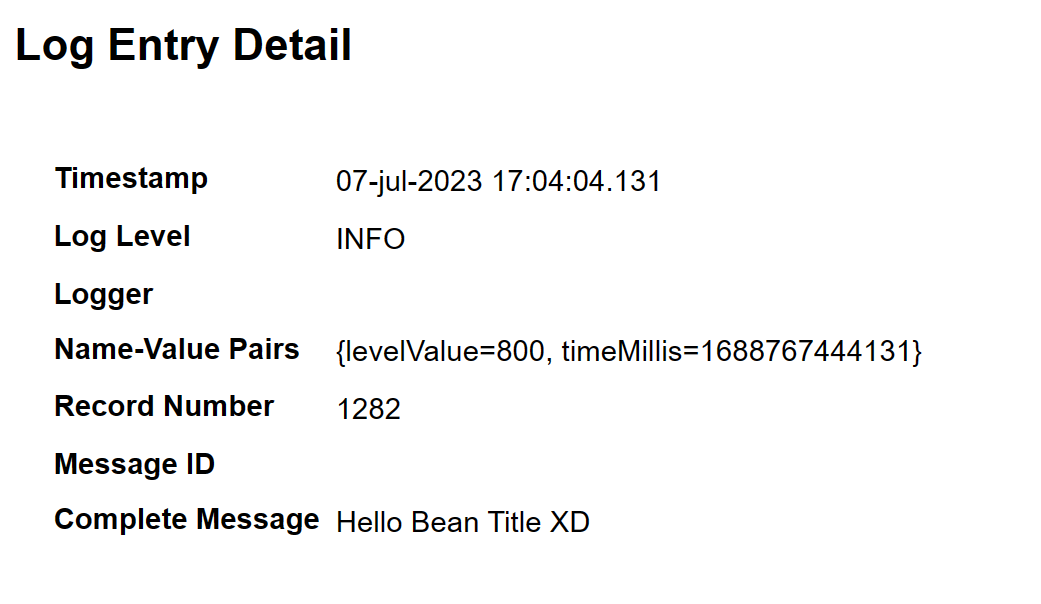 Log Entry Detail
Timestamp 07-jul-2023 17:04:04.131
Log Level INFO
Logger
Name-Value Pairs {levelValue=800, timeMillis=1688767444131}
Record Number 1282
Message ID
Complete Message Hello Bean Title XD